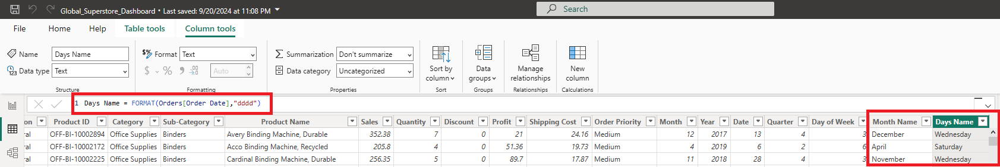 Global_Superstore_Dashboard • Last saved: 9/20/2024 at 11:08 PM
Search
File Home Help Table tools Column tools
Name Days Name
Data type Text
Structure
Format Text
$ % 9 .00 Auto
Formatting
Summarization Don't summarize
Data category Uncategorized
Properties
Sort by column
Sort
Data groups
Groups
Manage relationships
Relationships
New column
Calculations
1 Days Name = FORMAT(Orders[Order Date],"dddd")
on Product ID Category Sub-Category Product Name Sales Quantity Discount Profit Shipping Cost Order Priority Month Year Date Quarter Day of Week Month Name Days Name
ral OFF-BI-10002894 Office Supplies Binders Avery Binding Machine, Durable 352.38 7 0 21 24.16 Medium 12 2017 13 4 3 December Wednesday
ral OFF-BI-10002172 Office Supplies Binders Acco Binding Machine, Recycled 205.8 4 0 51.36 19.73 Medium 4 2019 6 2 6 April Saturday
ral OFF-BI-10002225 Office Supplies Binders Cardinal Binding Machine, Durable 256.35 5 0 89.7 17.87 Medium 11 2018 28 4 3 November Wednesday